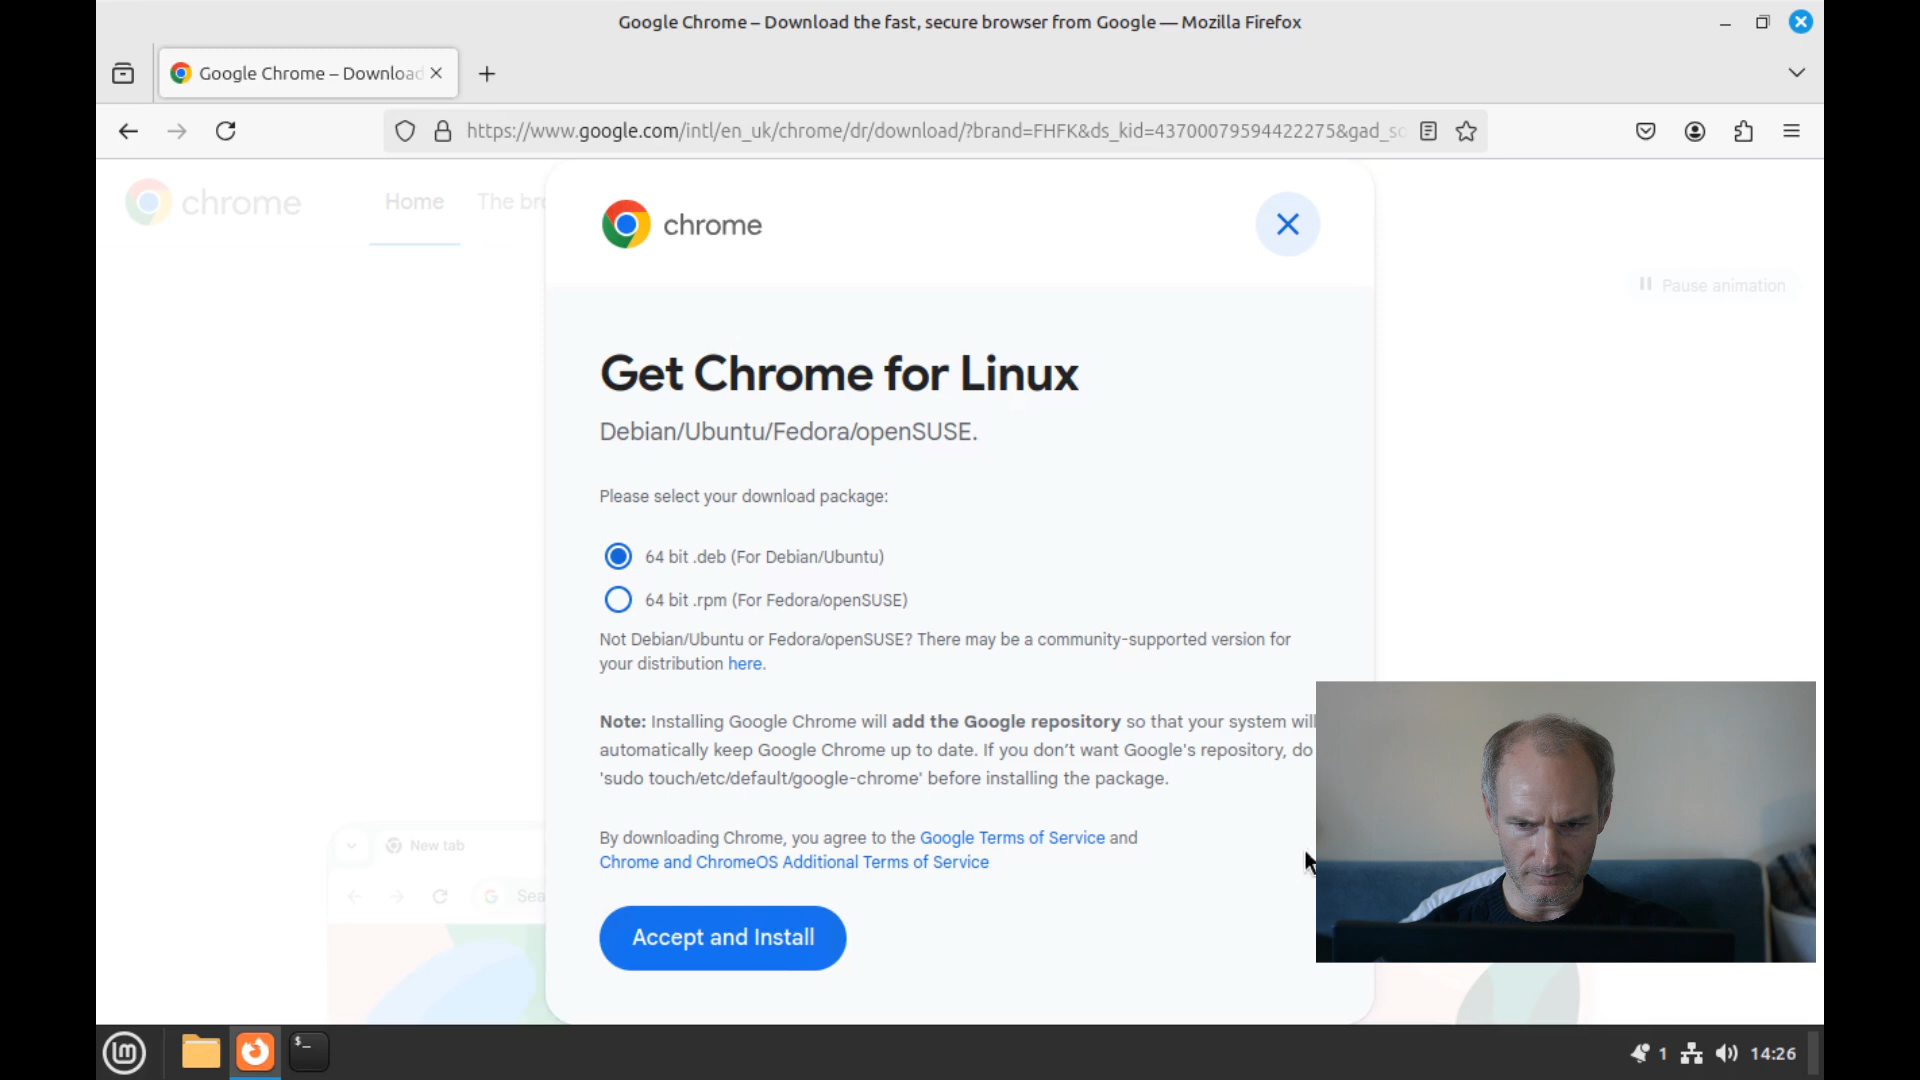 Google Chrome – Download the fast, secure browser from Google — Mozilla Firefox
Google Chrome – Download
https://www.google.com/intl/en_uk/chrome/dr/download/?brand=FHFK&ds_kid=43700079594422275&gad_so
chrome
Home
The bro
chrome
Pause animation
Get Chrome for Linux
Debian/Ubuntu/Fedora/openSUSE.
Please select your download package:
64 bit .deb (For Debian/Ubuntu)
64 bit .rpm (For Fedora/openSUSE)
Not Debian/Ubuntu or Fedora/openSUSE? There may be a community-supported version for
your distribution here.
Note: Installing Google Chrome will add the Google repository so that your system will
automatically keep Google Chrome up to date. If you don’t want Google's repository, do
'sudo touch/etc/default/google-chrome' before installing the package.
By downloading Chrome, you agree to the Google Terms of Service and
Chrome and ChromeOS Additional Terms of Service
New tab
Sea
Accept and Install
$_
1
14:26